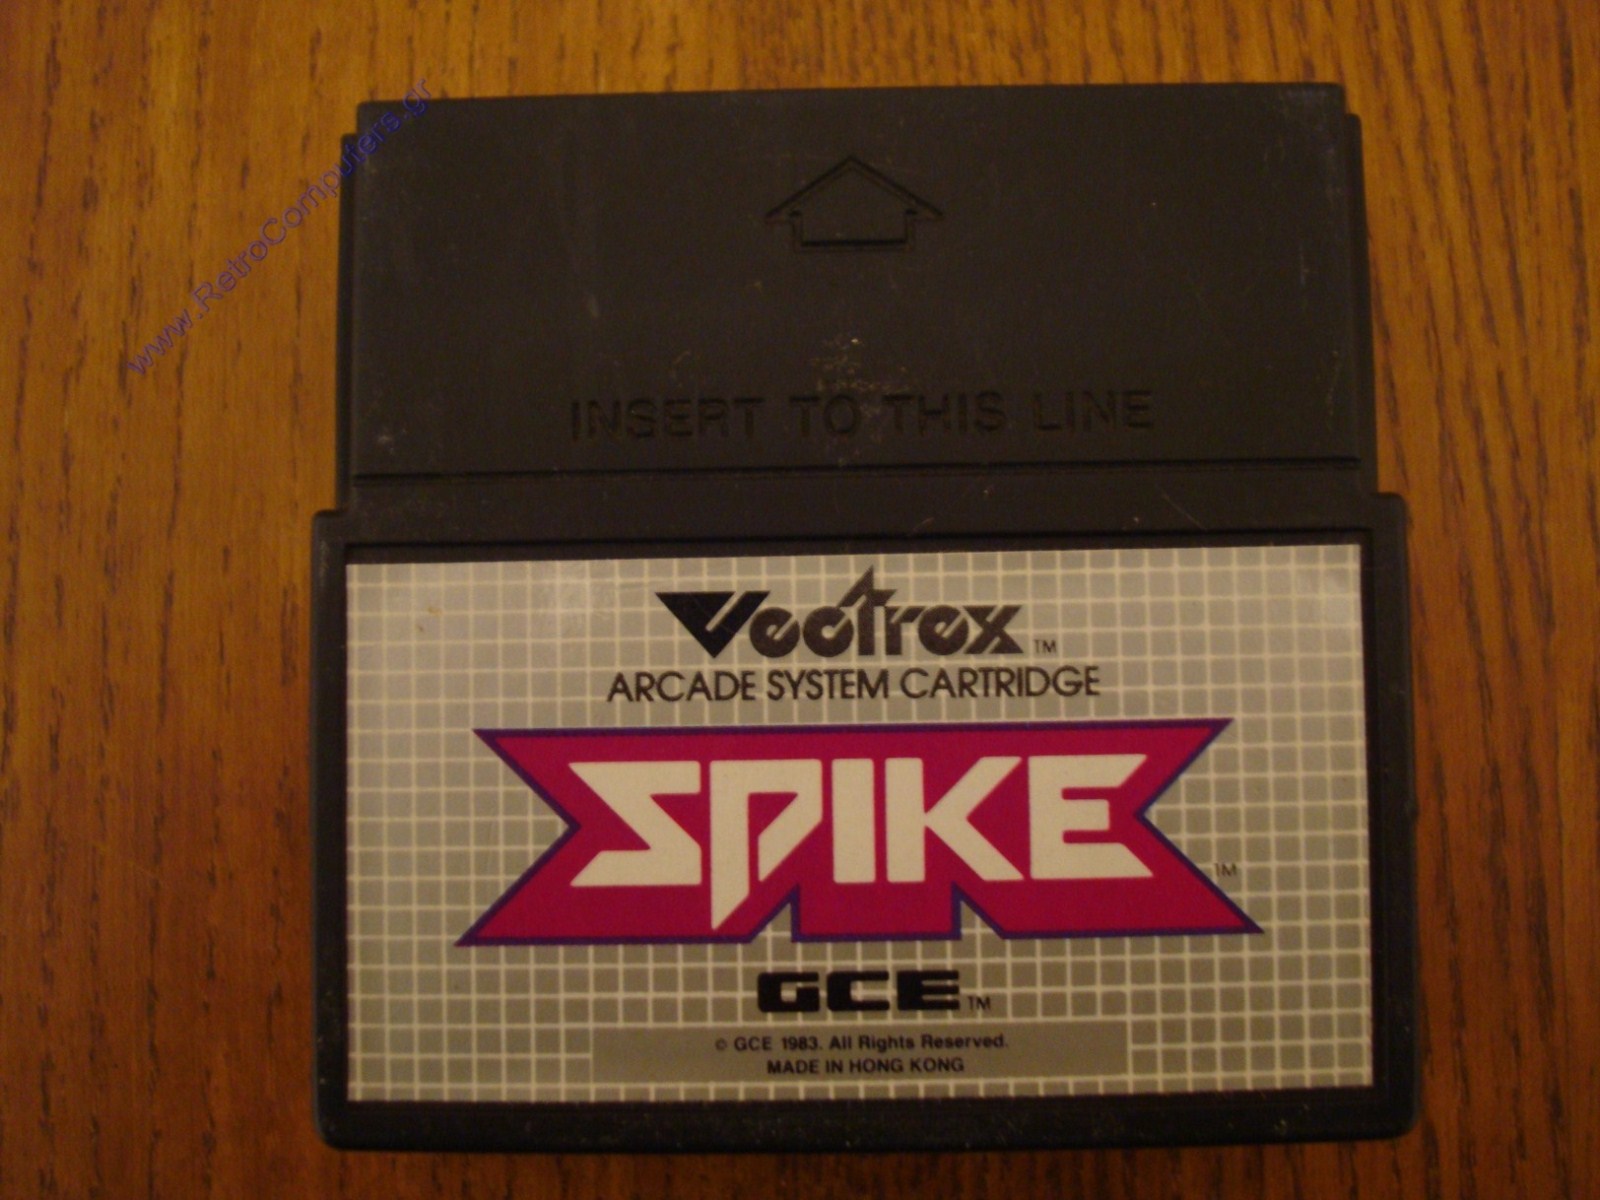 www.RetroComputers.gr
INSERT TO THIS LINE
Vectrex™
ARCADE SYSTEM CARTRIDGE
SPIKE™
GCE™
© GCE 1983. All Rights Reserved.
MADE IN HONG KONG